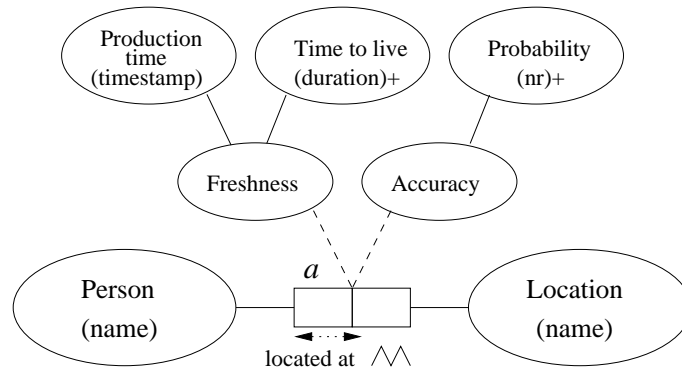 Production
time
(timestamp)
Time to live
(duration)+
Probability
(nr)+
Freshness
Accuracy
a
Person
(name)
Location
(name)
located at